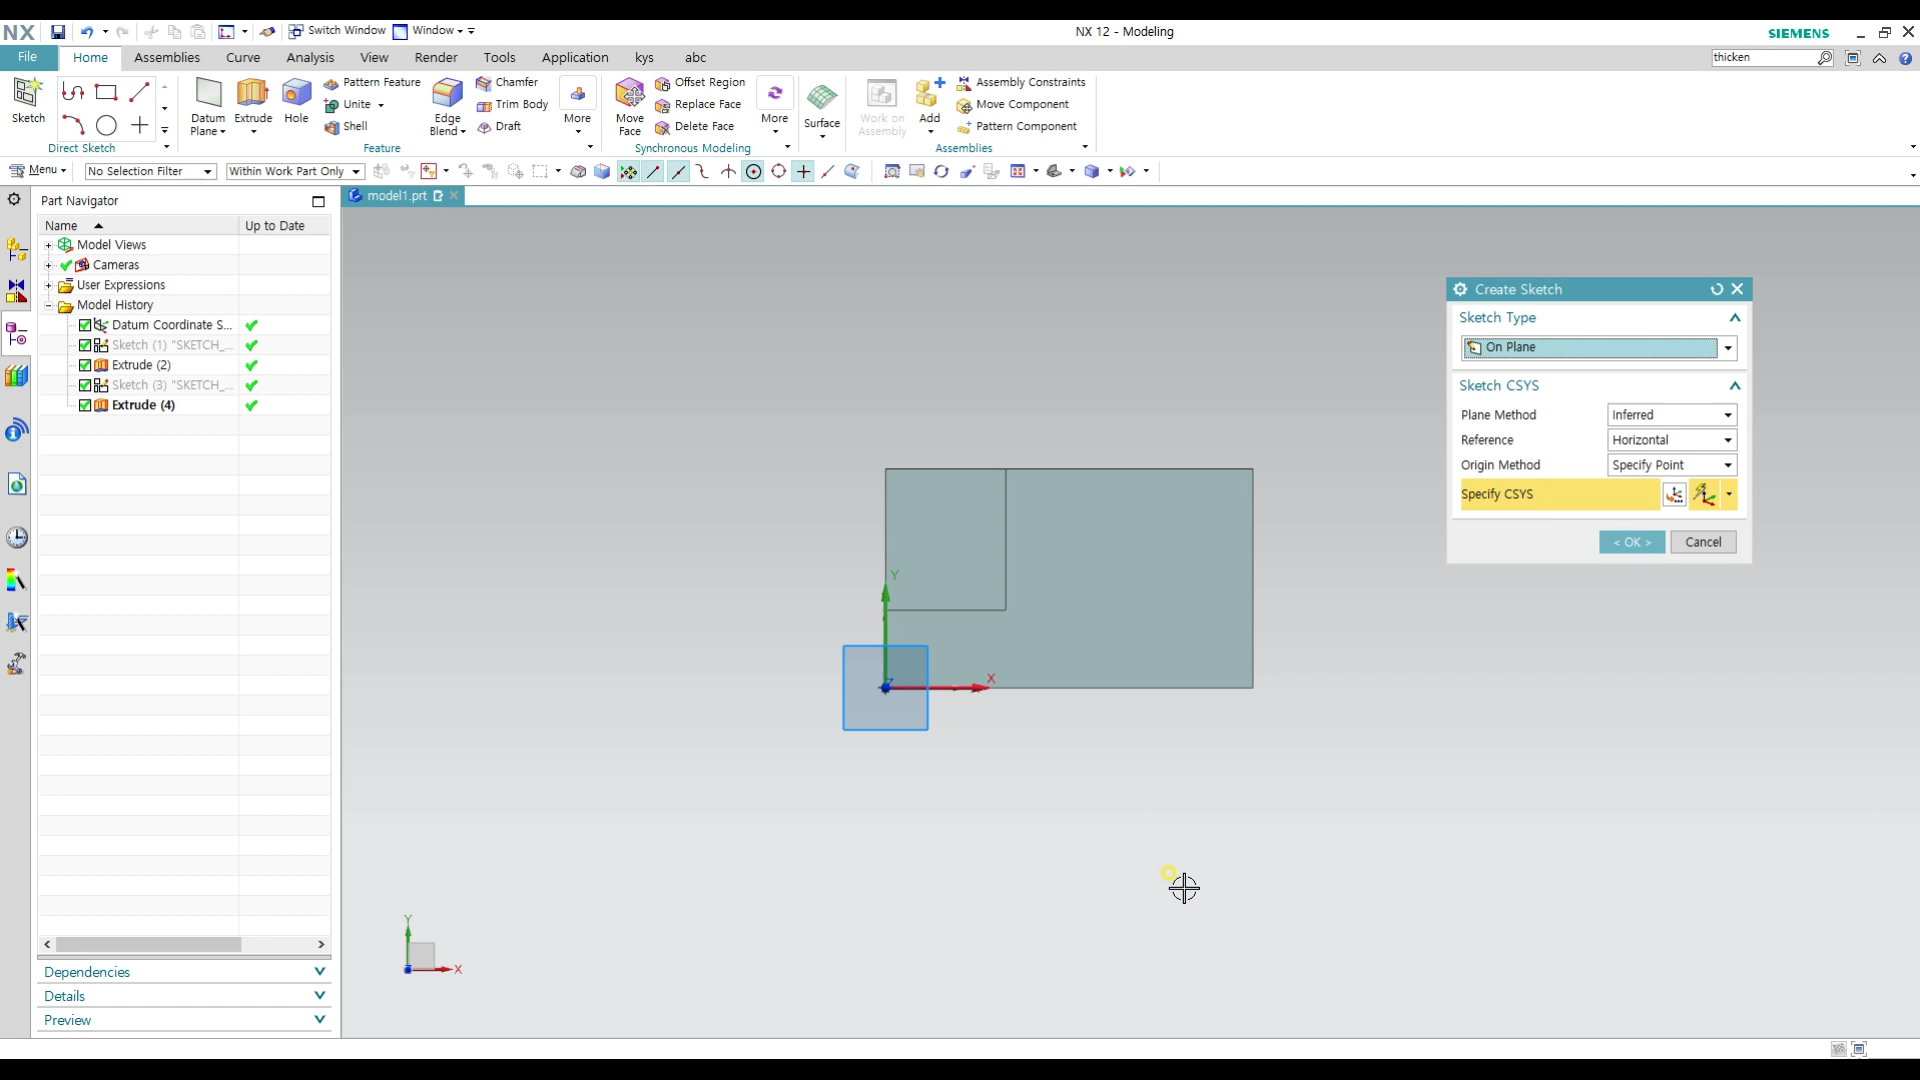 NX
Switch Window
Window
NX 12 - Modeling
SIEMENS
File
Home
Assemblies
Curve
Analysis
View
Render
Tools
Application
kys
abc
thicken
Sketch
Direct Sketch
Datum
Plane
Extrude
Hole
Pattern Feature
Unite
Shell
Edge
Blend
Chamfer
Trim Body
Draft
More
Feature
Move
Face
Offset Region
Replace Face
Delete Face
More
Synchronous Modeling
Surface
Work on
Assembly
Add
Assembly Constraints
Move Component
Pattern Component
Assemblies
Menu
No Selection Filter
Within Work Part Only
Part Navigator
model1.prt
Name
Up to Date
Model Views
Cameras
User Expressions
Model History
Datum Coordinate S...
Sketch (1) "SKETCH_...
Extrude (2)
Sketch (3) "SKETCH_...
Extrude (4)
Dependencies
Details
Preview
Y
X
Z
Y
X
Create Sketch
Sketch Type
On Plane
Sketch CSYS
Plane Method
Inferred
Reference
Horizontal
Origin Method
Specify Point
Specify CSYS
< OK >
Cancel